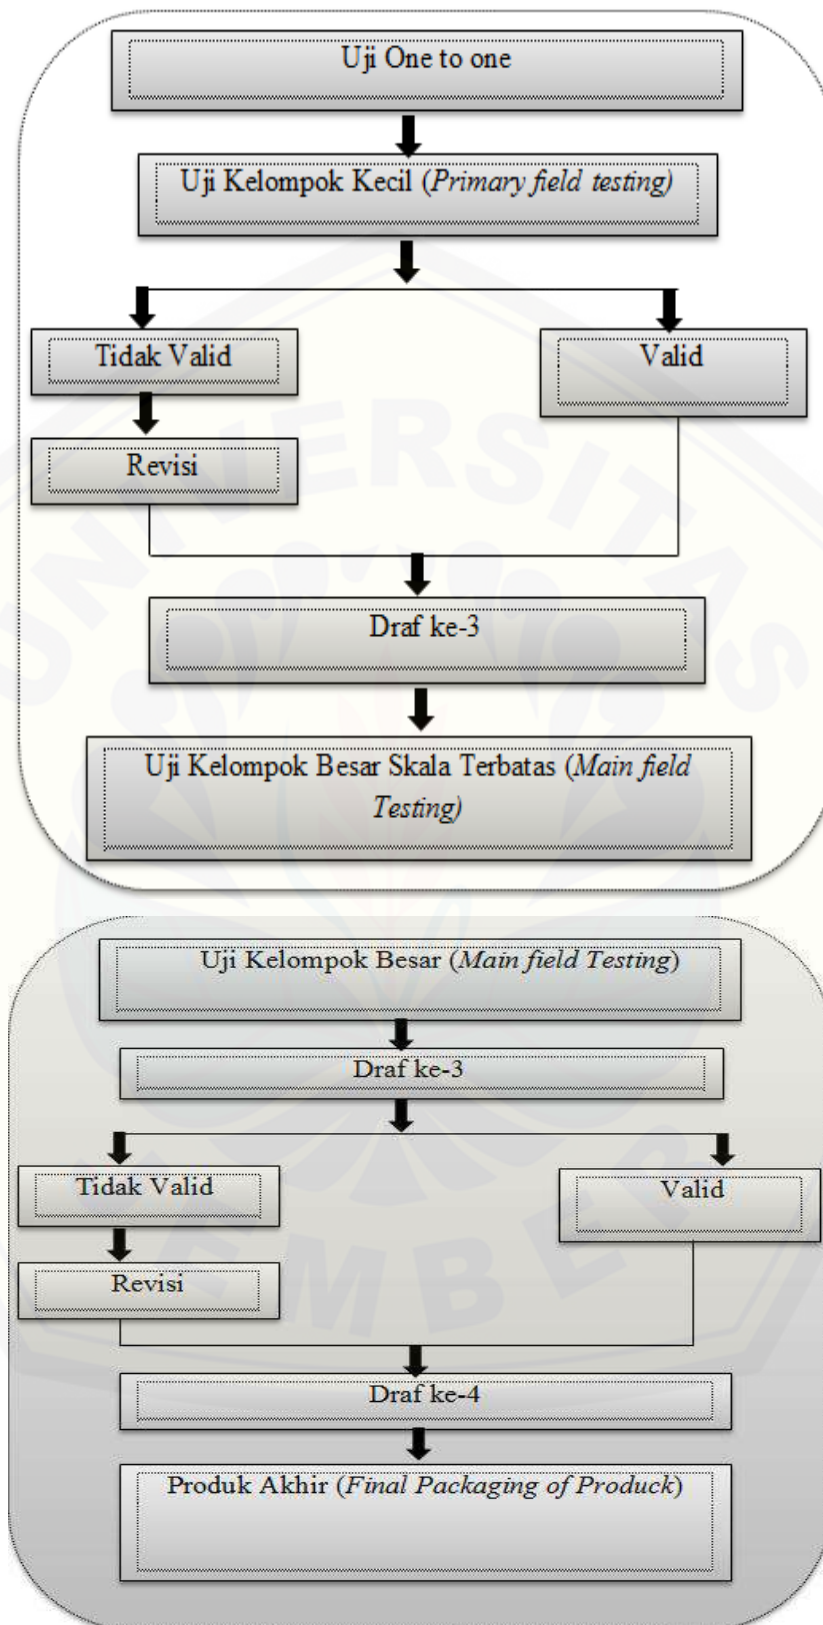 Uji One to one
Uji Kelompok Kecil (Primary field testing)
Tidak Valid
Valid
Revisi
Draf ke-3
Uji Kelompok Besar Skala Terbatas (Main field
Testing)
Uji Kelompok Besar (Main field Testing)
Draf ke-3
Tidak Valid
Valid
Revisi
Draf ke-4
Produk Akhir (Final Packaging of Produck)
UNIVERSITAS
JEMBER